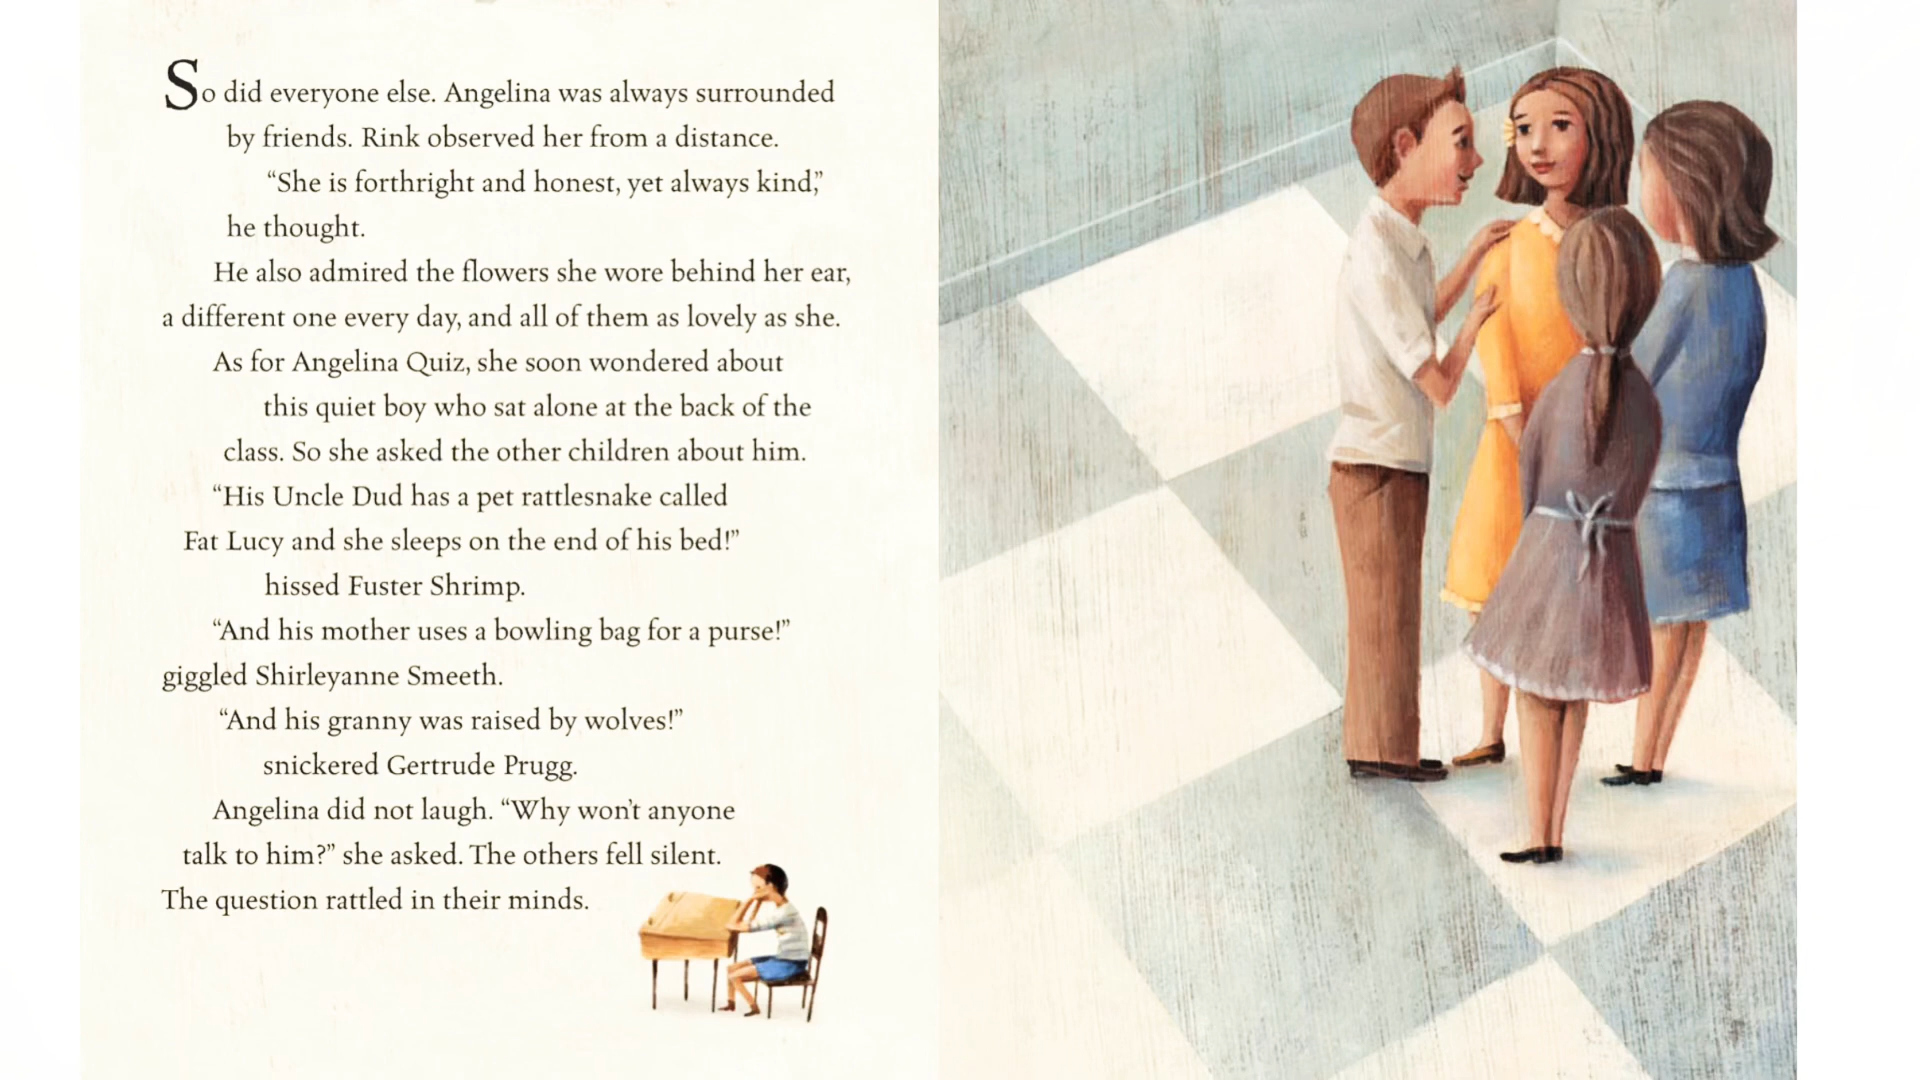 So did everyone else. Angelina was always surrounded
by friends. Rink observed her from a distance.
“She is forthright and honest, yet always kind,”
he thought.
He also admired the flowers she wore behind her ear,
a different one every day, and all of them as lovely as she.
As for Angelina Quiz, she soon wondered about
this quiet boy who sat alone at the back of the
class. So she asked the other children about him.
“His Uncle Dud has a pet rattlesnake called
Fat Lucy and she sleeps on the end of his bed!”
hissed Fuster Shrimp.
“And his mother uses a bowling bag for a purse!”
giggled Shirleyanne Smeeth.
“And his granny was raised by wolves!”
snickered Gertrude Prugg.
Angelina did not laugh. “Why won’t anyone
talk to him?” she asked. The others fell silent.
The question rattled in their minds.